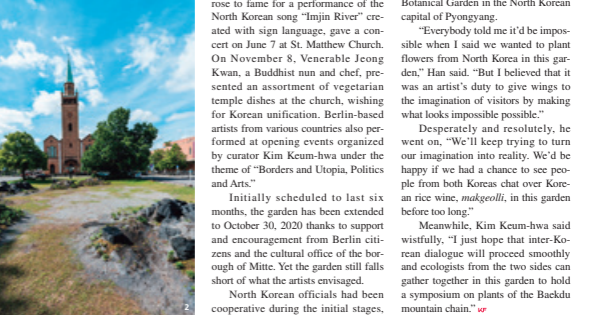 rose to fame for a performance of the
North Korean song “Imjin River” cre-
ated with sign language, gave a con-
cert on June 7 at St. Matthew Church.
On November 8, Venerable Jeong
Kwan, a Buddhist nun and chef, pre-
sented an assortment of vegetarian
temple dishes at the church, wishing
for Korean unification. Berlin-based
artists from various countries also per-
formed at opening events organized
by curator Kim Keum-hwa under the
theme of “Borders and Utopia, Politics
and Arts.”
Initially scheduled to last six
months, the garden has been extended
to October 30, 2020 thanks to support
and encouragement from Berlin citi-
zens and the cultural office of the bor-
ough of Mitte. Yet the garden still falls
short of what the artists envisaged.
North Korean officials had been
cooperative during the initial stages,
Botanical Garden in the North Korean
capital of Pyongyang.
“Everybody told me it’d be impos-
sible when I said we wanted to plant
flowers from North Korea in this gar-
den,” Han said. “But I believed that it
was an artist’s duty to give wings to
the imagination of visitors by making
what looks impossible possible.”
Desperately and resolutely, he
went on, “We’ll keep trying to turn
our imagination into reality. We’d be
happy if we had a chance to see peo-
ple from both Koreas chat over Kore-
an rice wine, makgeolli, in this garden
before too long.”
Meanwhile, Kim Keum-hwa said
wistfully, “I just hope that inter-Ko-
rean dialogue will proceed smoothly
and ecologists from the two sides can
gather together in this garden to hold
a symposium on plants of the Baekdu
mountain chain.” KF
2